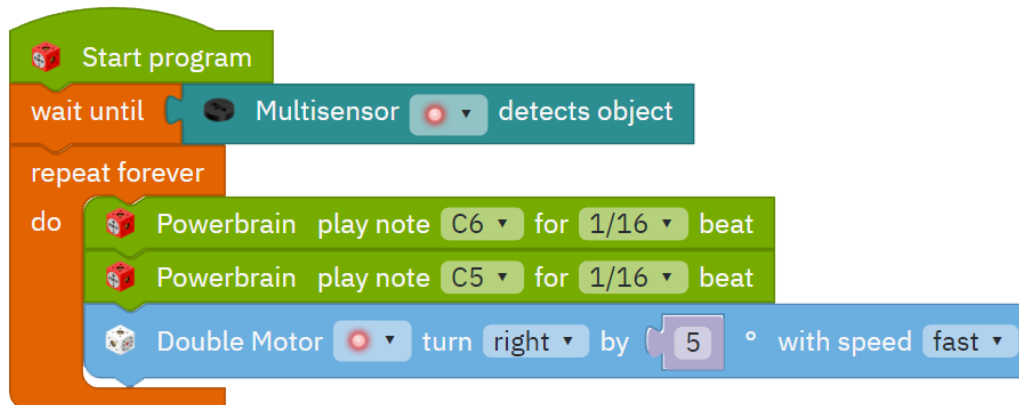 Start program
wait until Multisensor detects object
repeat forever
do Powerbrain play note C6 for 1/16 beat
Powerbrain play note C5 for 1/16 beat
Double Motor turn right by 5 ° with speed fast